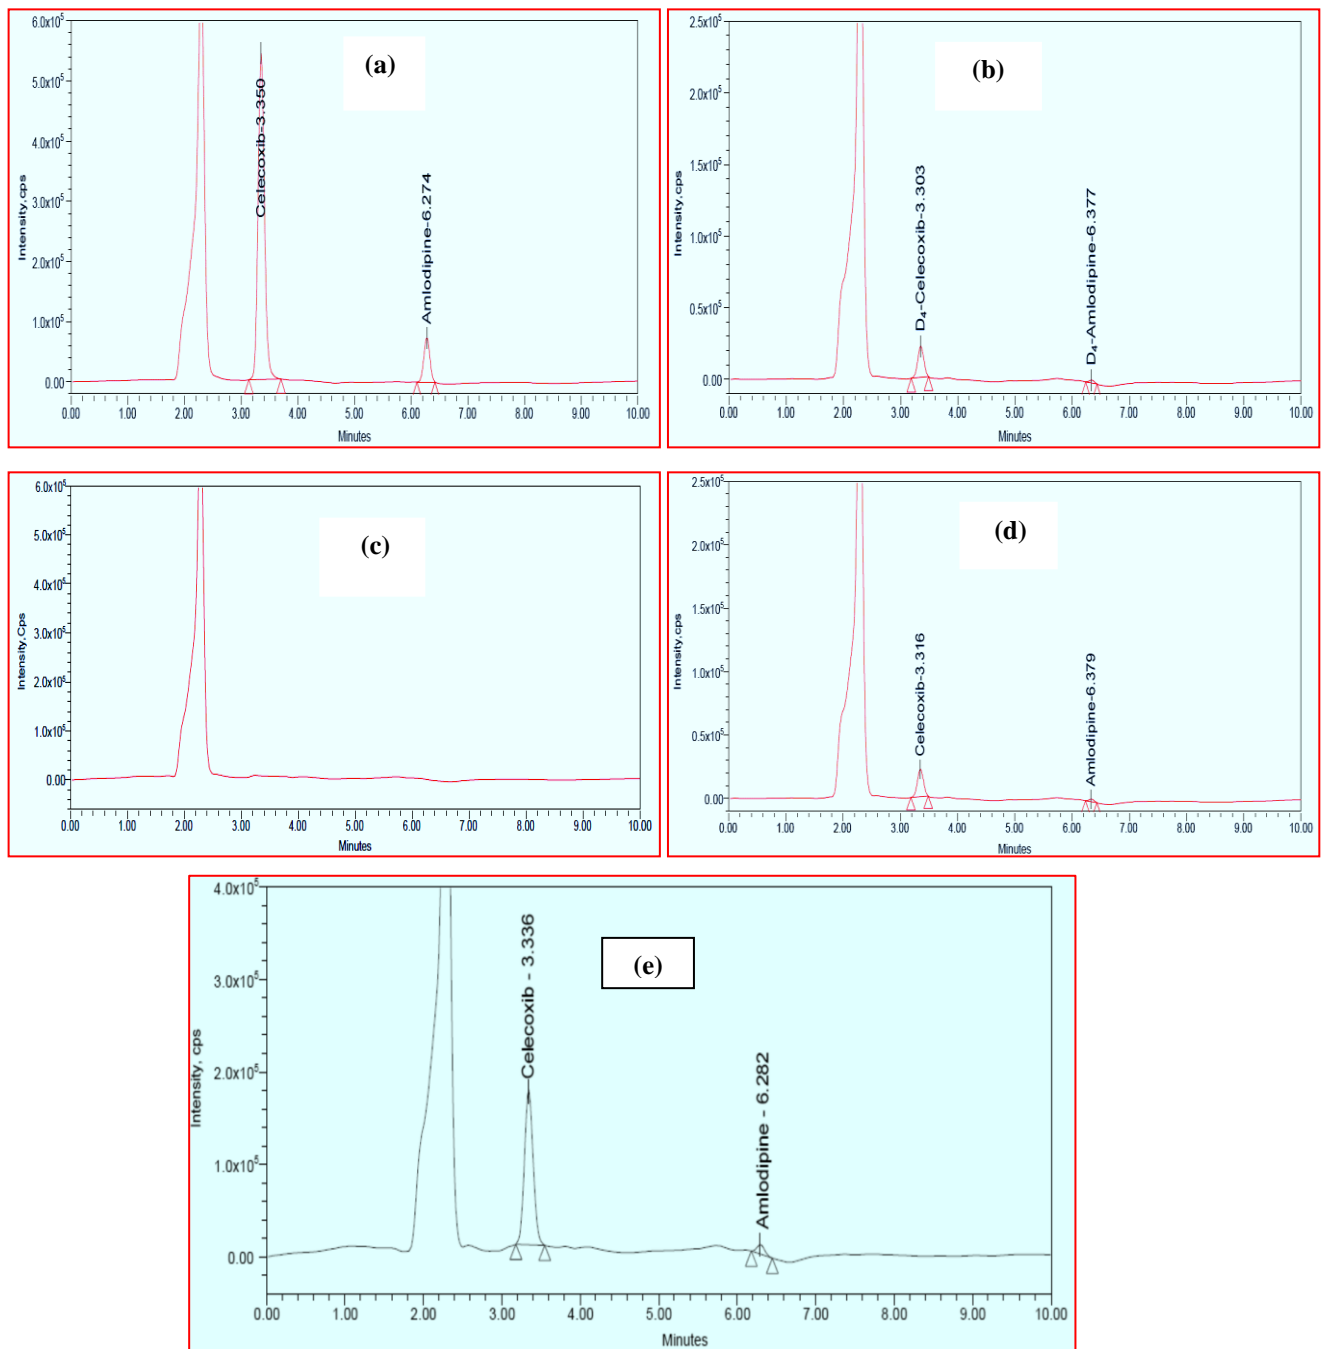 6.0x10⁵
5.0x10⁵
4.0x10⁵
3.0x10⁵
2.0x10⁵
1.0x10⁵
0.00
Intensity,cps
(a)
Celecoxib-3.350
Amlodipine-6.274
0.00 1.00 2.00 3.00 4.00 5.00 6.00 7.00 8.00 9.00 10.00
Minutes
2.5x10⁵
2.0x10⁵
1.5x10⁵
1.0x10⁵
0.5x10⁵
0.00
Intensity,cps
(b)
D₄-Celecoxib-3.303
D₄-Amlodipine-6.377
0.00 1.00 2.00 3.00 4.00 5.00 6.00 7.00 8.00 9.00 10.00
Minutes
6.0x10⁵
5.0x10⁵
4.0x10⁵
3.0x10⁵
2.0x10⁵
1.0x10⁵
0.00
Intensity,Cps
(c)
0.00 1.00 2.00 3.00 4.00 5.00 6.00 7.00 8.00 9.00 10.00
Minutes
2.5x10⁵
2.0x10⁵
1.5x10⁵
1.0x10⁵
0.5x10⁵
0.00
Intensity,cps
(d)
Celecoxib-3.316
Amlodipine-6.379
0.00 1.00 2.00 3.00 4.00 5.00 6.00 7.00 8.00 9.00 10.00
Minutes
4.0x10⁵
3.0x10⁵
2.0x10⁵
1.0x10⁵
0.00
Intensity, cps
(e)
Celecoxib - 3.336
Amlodipine - 6.282
0.00 1.00 2.00 3.00 4.00 5.00 6.00 7.00 8.00 9.00 10.00
Minutes